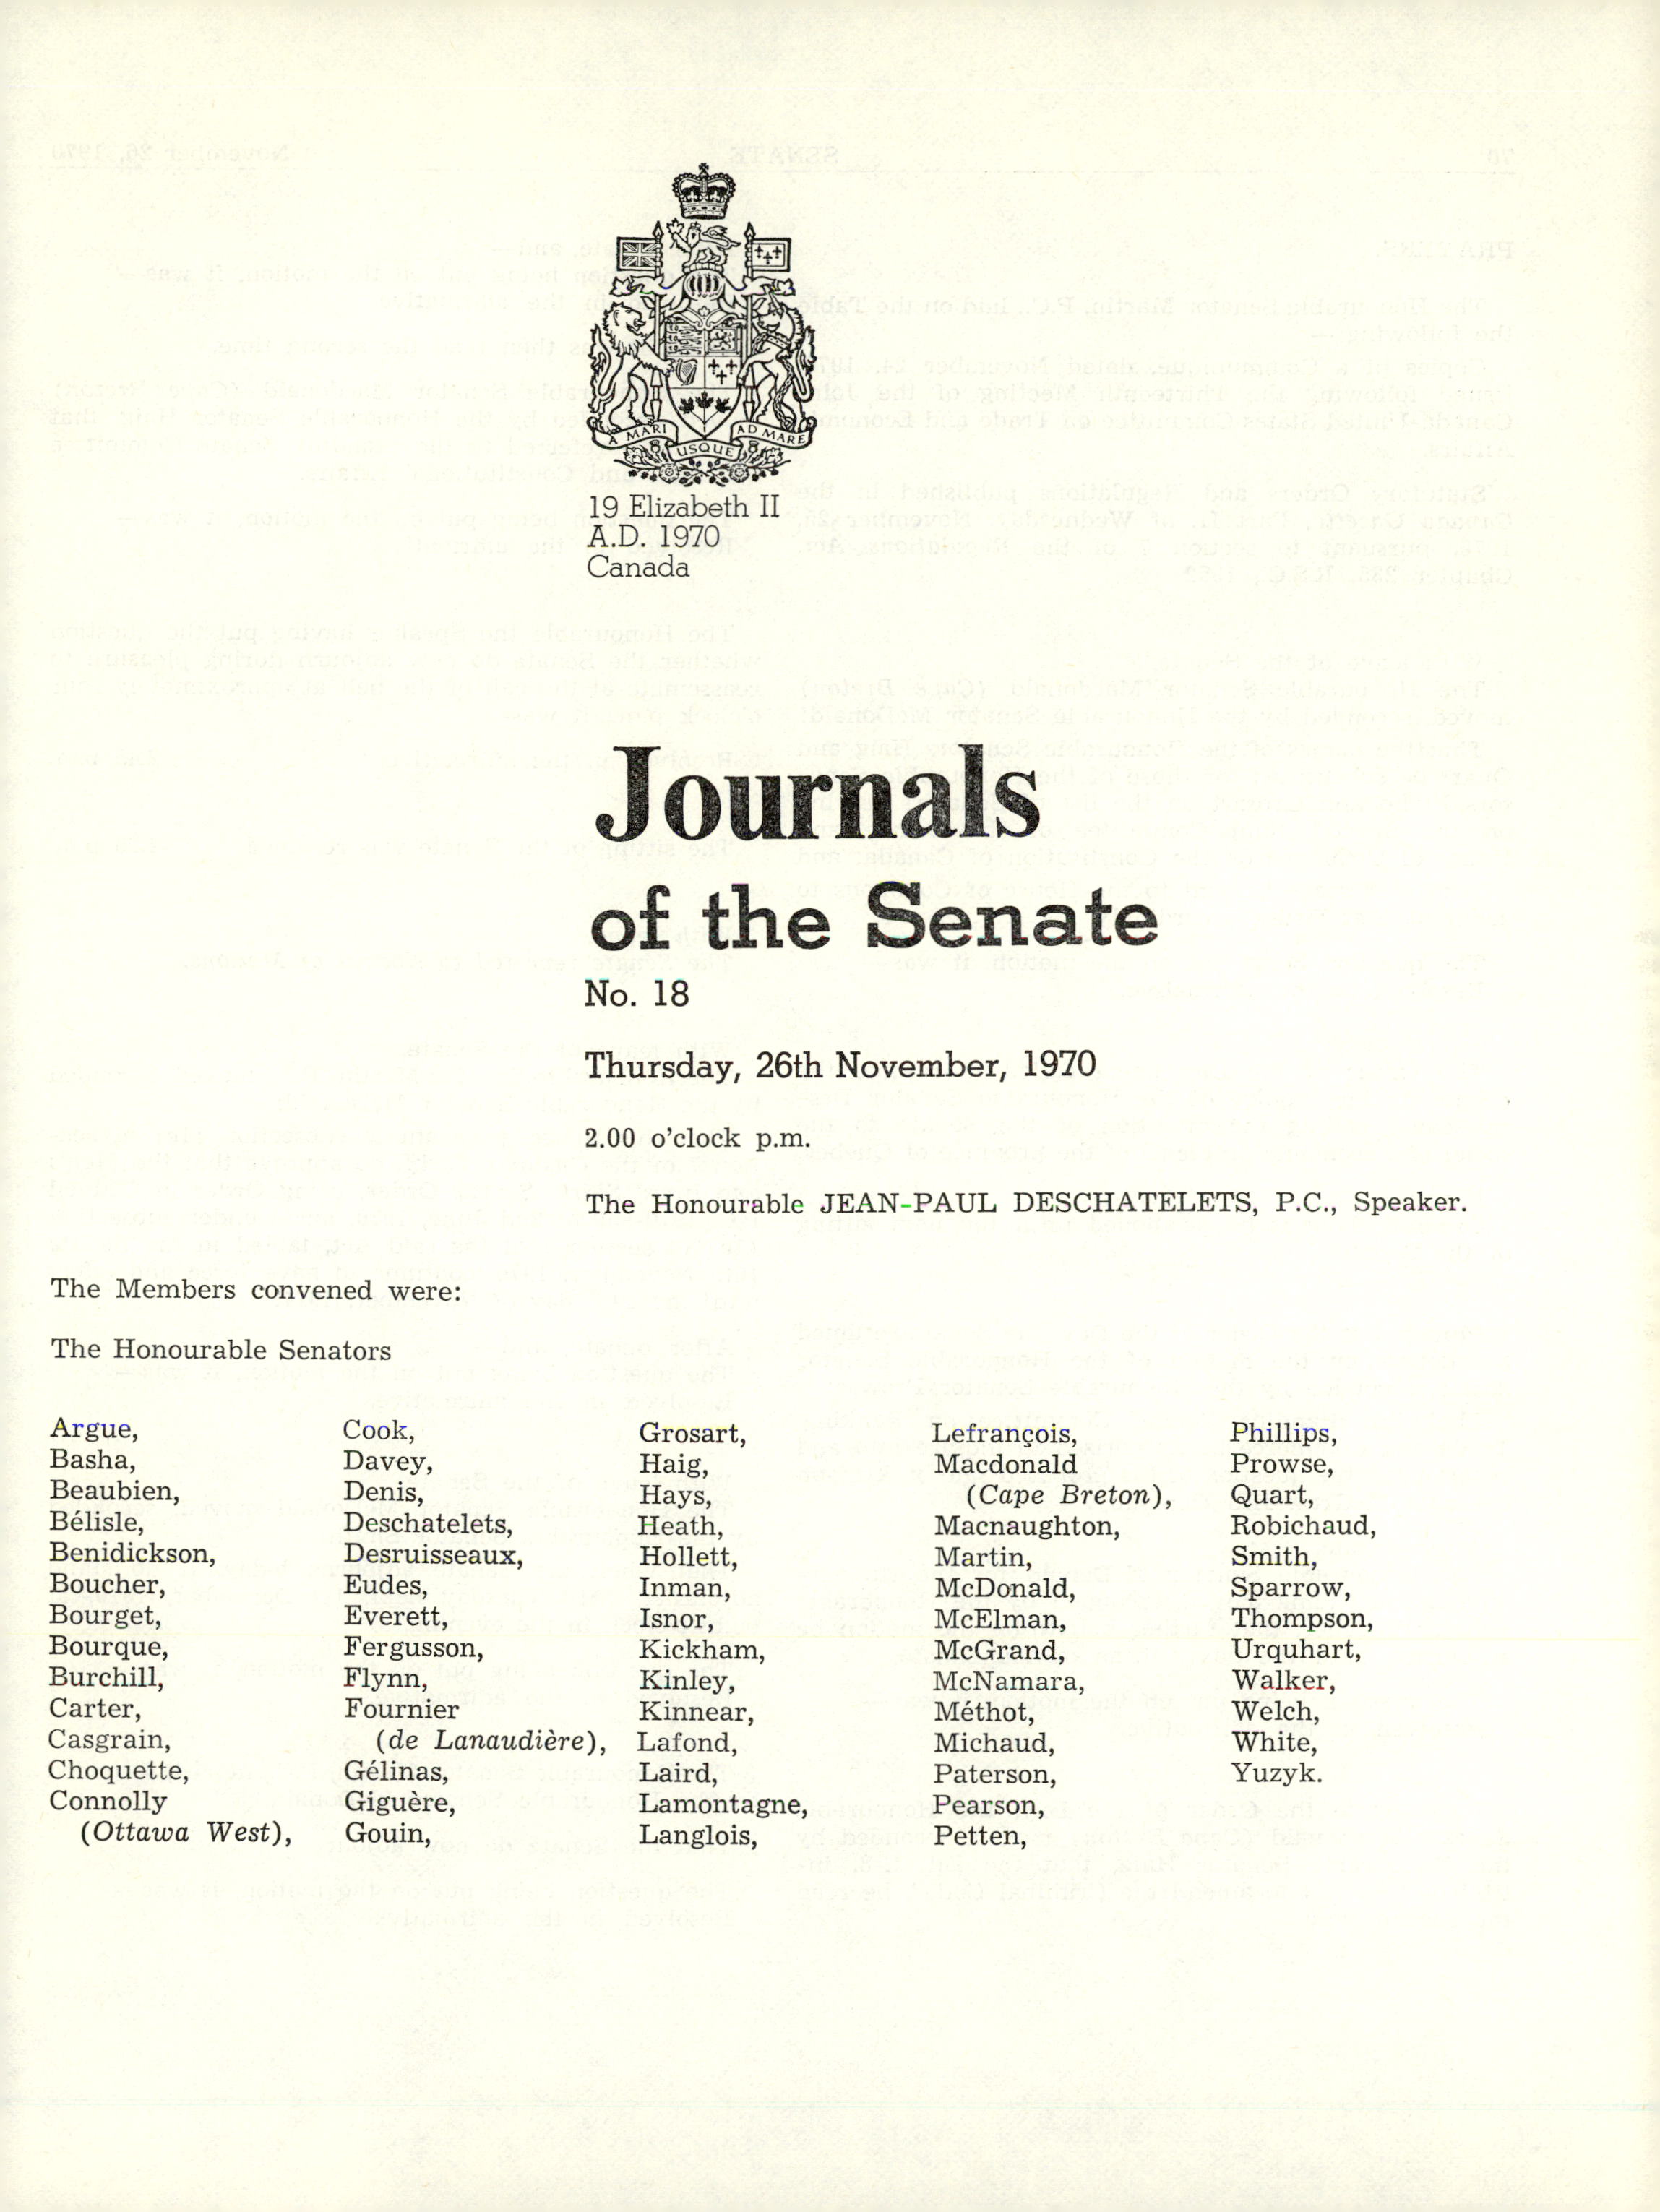 A MARI USQUE AD MARE
19 Elizabeth II
A.D. 1970
Canada
Journals
of the Senate
No. 18
Thursday, 26th November, 1970
2.00 o'clock p.m.
The Honourable JEAN-PAUL DESCHATELETS, P.C., Speaker.
The Members convened were:
The Honourable Senators
Argue,
Basha,
Beaubien,
Bélisle,
Benidickson,
Boucher,
Bourget,
Bourque,
Burchill,
Carter,
Casgrain,
Choquette,
Connolly
(Ottawa West),
Cook,
Davey,
Denis,
Deschatelets,
Desruisseaux,
Eudes,
Everett,
Fergusson,
Flynn,
Fournier
(de Lanaudière),
Gélinas,
Giguère,
Gouin,
Grosart,
Haig,
Hays,
Heath,
Hollett,
Inman,
Isnor,
Kickham,
Kinley,
Kinnear,
Lafond,
Laird,
Lamontagne,
Langlois,
Lefrançois,
Macdonald
(Cape Breton),
Macnaughton,
Martin,
McDonald,
McElman,
McGrand,
McNamara,
Méthot,
Michaud,
Paterson,
Pearson,
Petten,
Phillips,
Prowse,
Quart,
Robichaud,
Smith,
Sparrow,
Thompson,
Urquhart,
Walker,
Welch,
White,
Yuzyk.